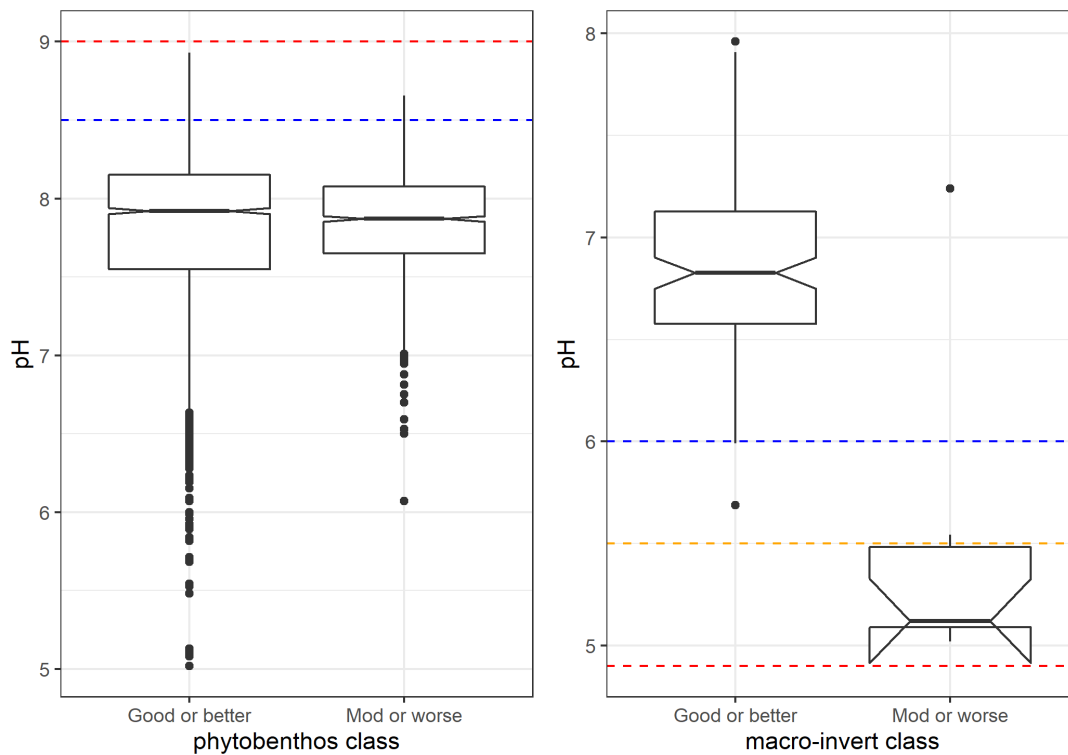 pH
9
8
7
6
5
Good or better
Mod or worse
phytobenthos class
pH
8
7
6
5
Good or better
Mod or worse
macro-invert class